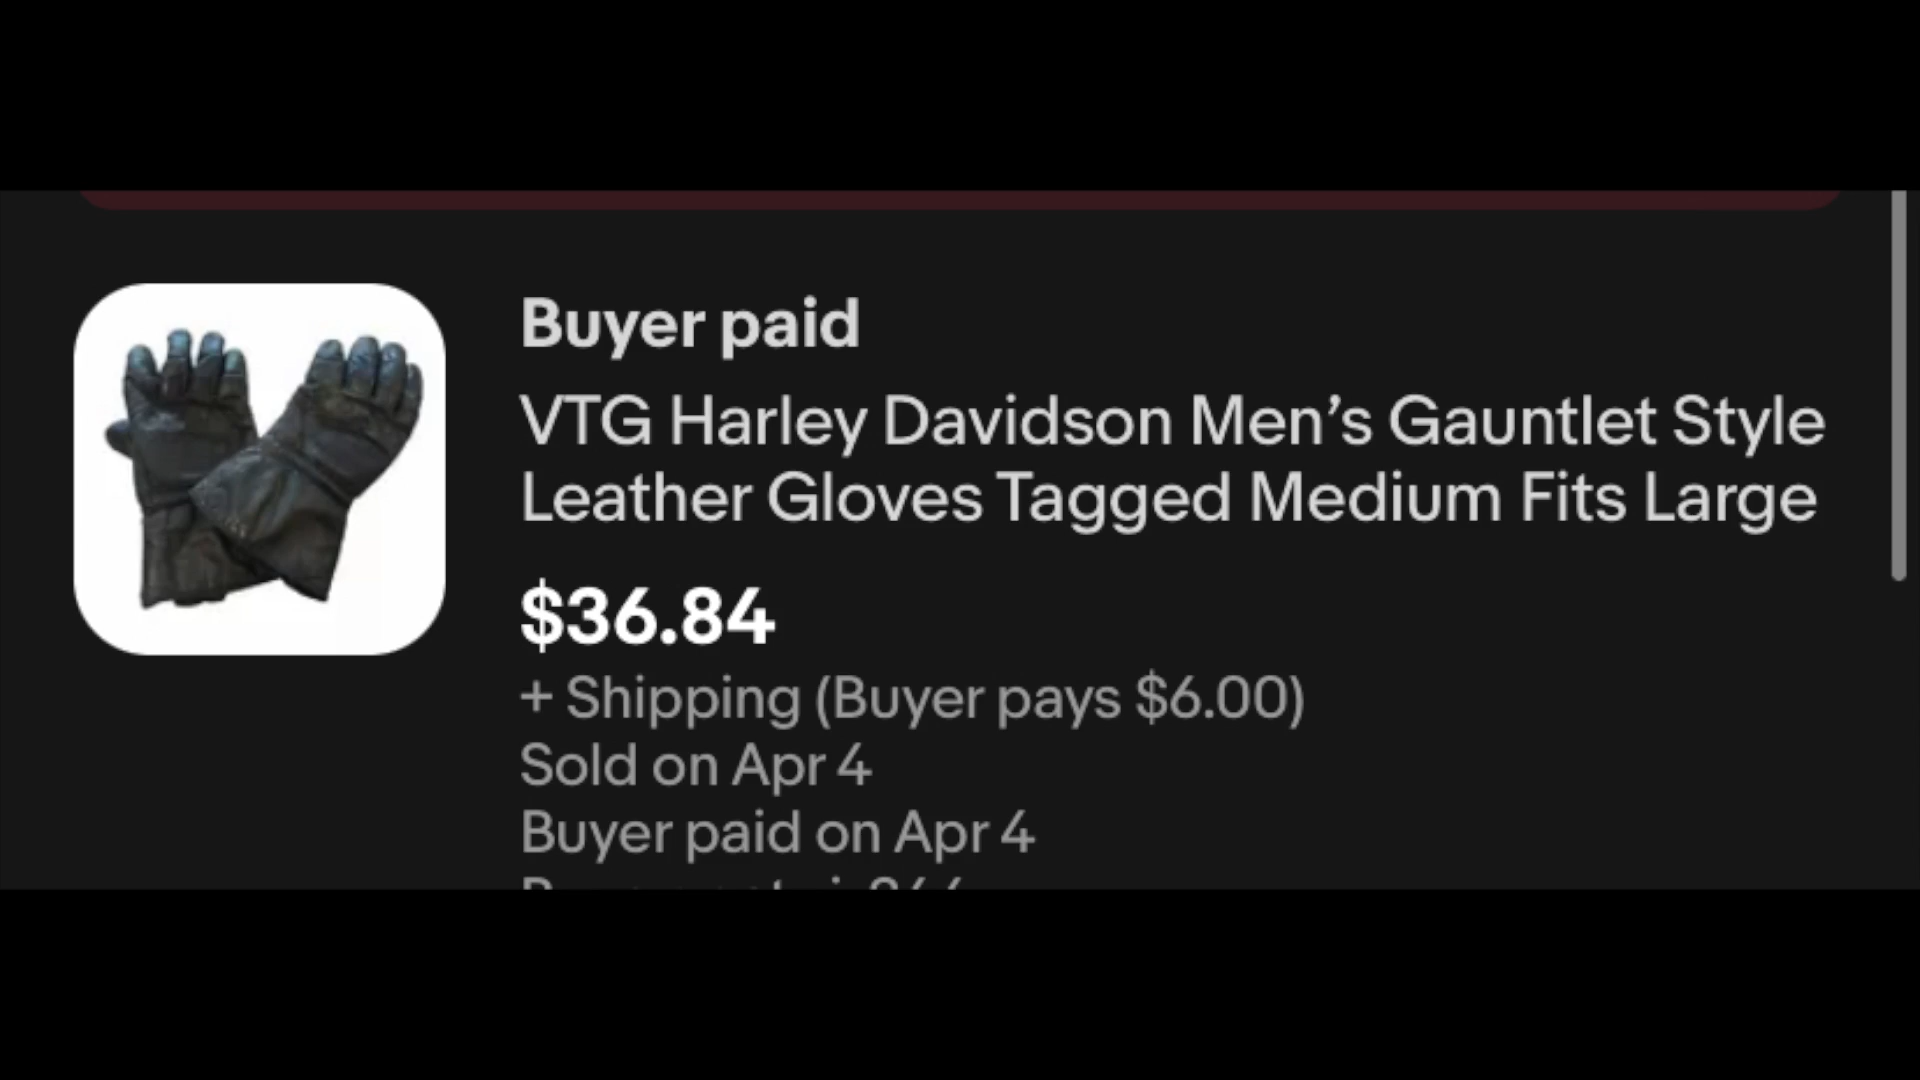 Buyer paid
VTG Harley Davidson Men’s Gauntlet Style
Leather Gloves Tagged Medium Fits Large
$36.84
+ Shipping (Buyer pays $6.00)
Sold on Apr 4
Buyer paid on Apr 4